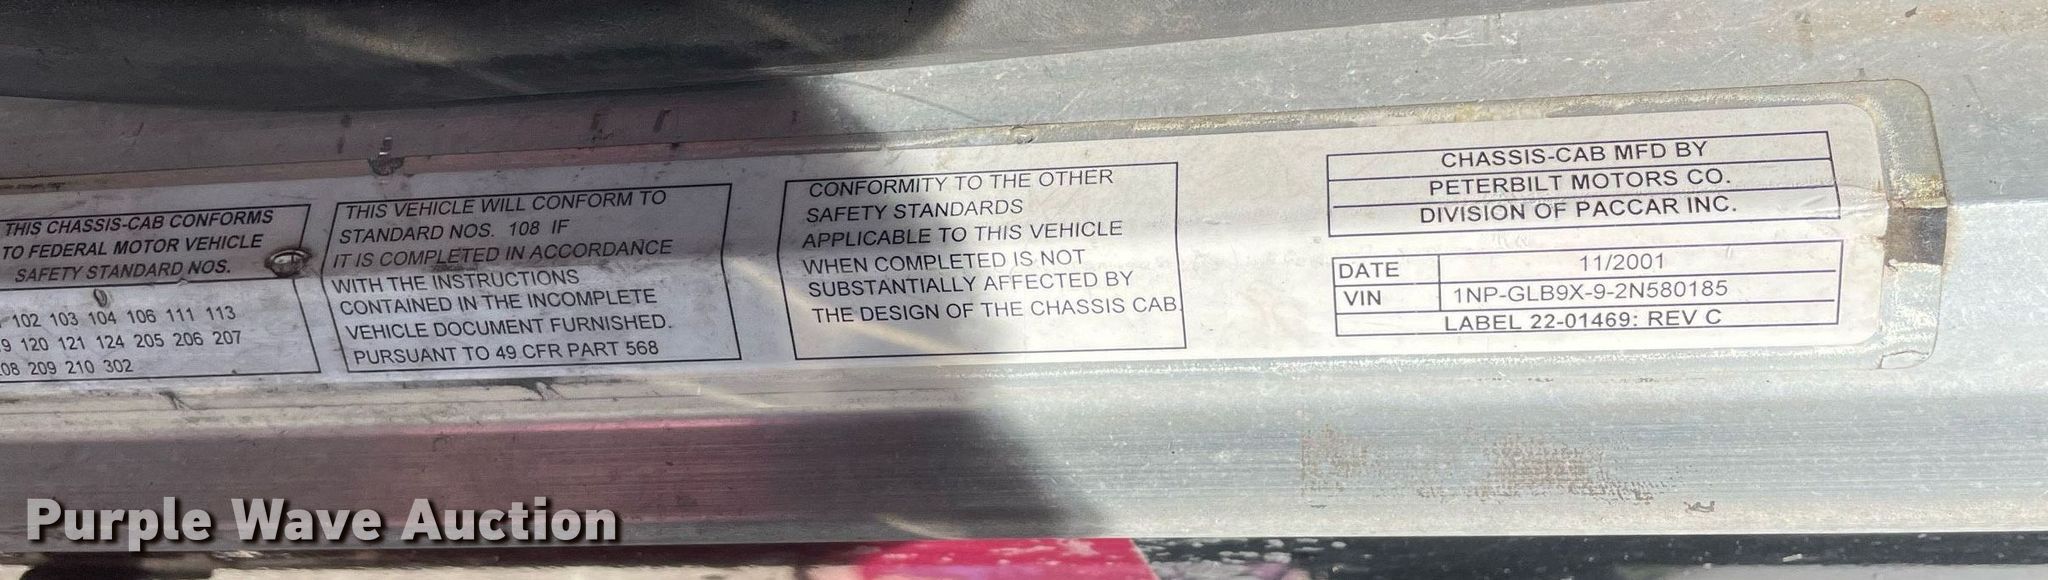 THIS CHASSIS-CAB CONFORMS
TO FEDERAL MOTOR VEHICLE
SAFETY STANDARD NOS.
102 103 104 106 111 113
9 120 121 124 205 206 207
08 209 210 302
THIS VEHICLE WILL CONFORM TO
STANDARD NOS. 108 IF
IT IS COMPLETED IN ACCORDANCE
WITH THE INSTRUCTIONS
CONTAINED IN THE INCOMPLETE
VEHICLE DOCUMENT FURNISHED.
PURSUANT TO 49 CFR PART 568
CONFORMITY TO THE OTHER
SAFETY STANDARDS
APPLICABLE TO THIS VEHICLE
WHEN COMPLETED IS NOT
SUBSTANTIALLY AFFECTED BY
THE DESIGN OF THE CHASSIS CAB.
CHASSIS-CAB MFD BY
PETERBILT MOTORS CO.
DIVISION OF PACCAR INC.
DATE 11/2001
VIN 1NP-GLB9X-9-2N580185
LABEL 22-01469: REV C
Purple Wave Auction